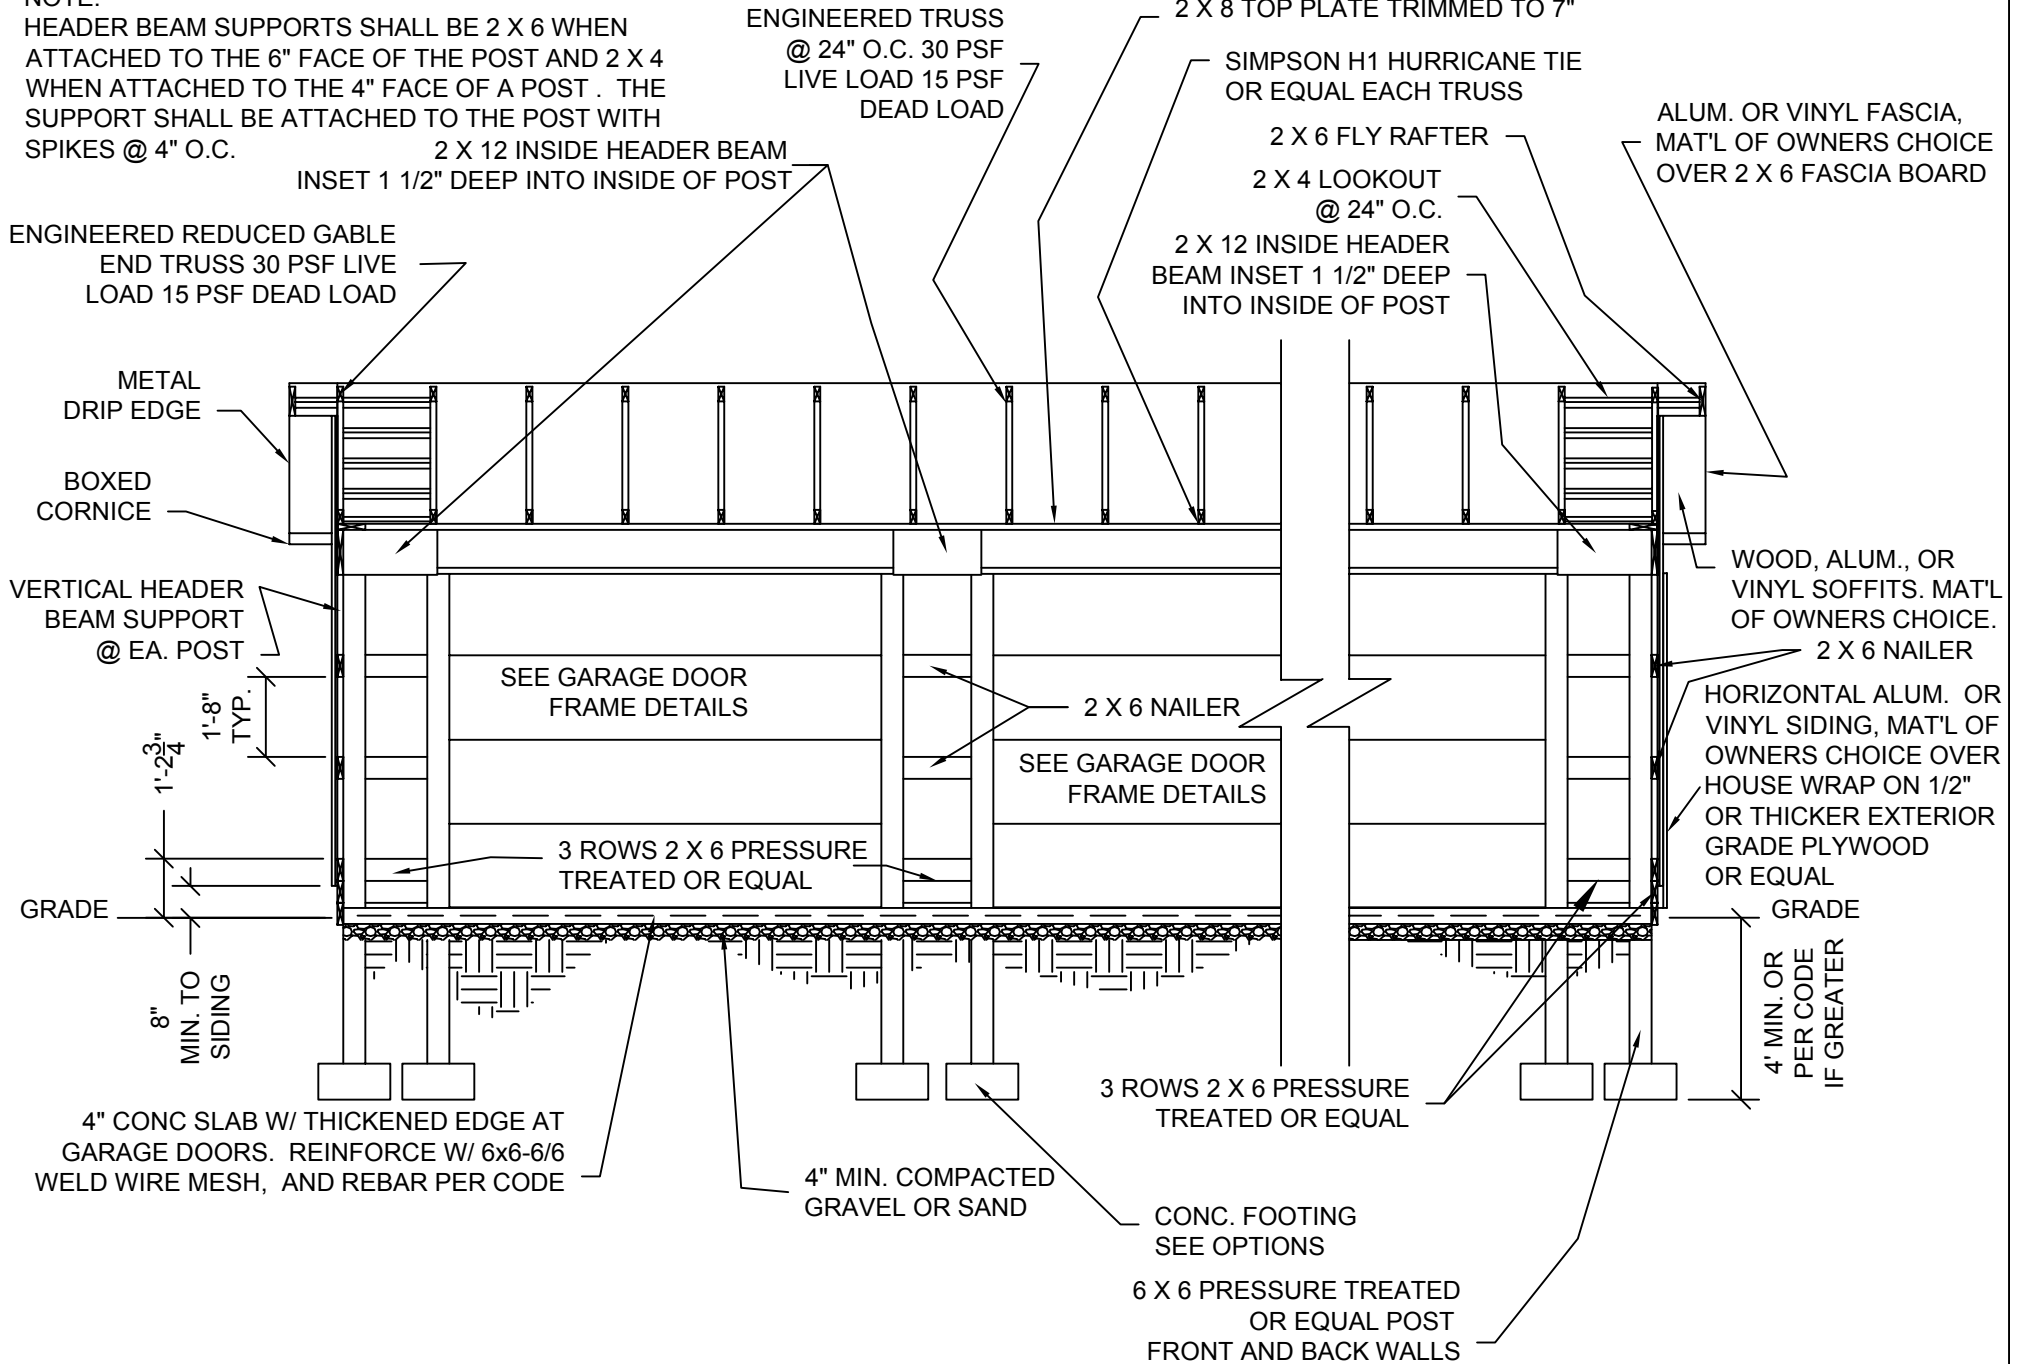 NOTE:
HEADER BEAM SUPPORTS SHALL BE 2 X 6 WHEN
ATTACHED TO THE 6" FACE OF THE POST AND 2 X 4
WHEN ATTACHED TO THE 4" FACE OF A POST . THE
SUPPORT SHALL BE ATTACHED TO THE POST WITH
SPIKES @ 4" O.C.
2 X 12 INSIDE HEADER BEAM
INSET 1 1/2" DEEP INTO INSIDE OF POST
ENGINEERED TRUSS
@ 24" O.C. 30 PSF
LIVE LOAD 15 PSF
DEAD LOAD
2 X 8 TOP PLATE TRIMMED TO 7"
SIMPSON H1 HURRICANE TIE
OR EQUAL EACH TRUSS
2 X 6 FLY RAFTER
2 X 4 LOOKOUT
@ 24" O.C.
2 X 12 INSIDE HEADER
BEAM INSET 1 1/2" DEEP
INTO INSIDE OF POST
ALUM. OR VINYL FASCIA,
MAT'L OF OWNERS CHOICE
OVER 2 X 6 FASCIA BOARD
ENGINEERED REDUCED GABLE
END TRUSS 30 PSF LIVE
LOAD 15 PSF DEAD LOAD
METAL
DRIP EDGE
BOXED
CORNICE
VERTICAL HEADER
BEAM SUPPORT
@ EA. POST
1'-8"
TYP.
1'-2 3/4
GRADE
8"
MIN. TO
SIDING
SEE GARAGE DOOR
FRAME DETAILS
2 X 6 NAILER
SEE GARAGE DOOR
FRAME DETAILS
3 ROWS 2 X 6 PRESSURE
TREATED OR EQUAL
WOOD, ALUM., OR
VINYL SOFFITS. MAT'L
OF OWNERS CHOICE.
2 X 6 NAILER
HORIZONTAL ALUM. OR
VINYL SIDING, MAT'L OF
OWNERS CHOICE OVER
HOUSE WRAP ON 1/2"
OR THICKER EXTERIOR
GRADE PLYWOOD
OR EQUAL
GRADE
4' MIN. OR
PER CODE
IF GREATER
4" CONC SLAB W/ THICKENED EDGE AT
GARAGE DOORS. REINFORCE W/ 6x6-6/6
WELD WIRE MESH, AND REBAR PER CODE
4" MIN. COMPACTED
GRAVEL OR SAND
3 ROWS 2 X 6 PRESSURE
TREATED OR EQUAL
CONC. FOOTING
SEE OPTIONS
6 X 6 PRESSURE TREATED
OR EQUAL POST
FRONT AND BACK WALLS